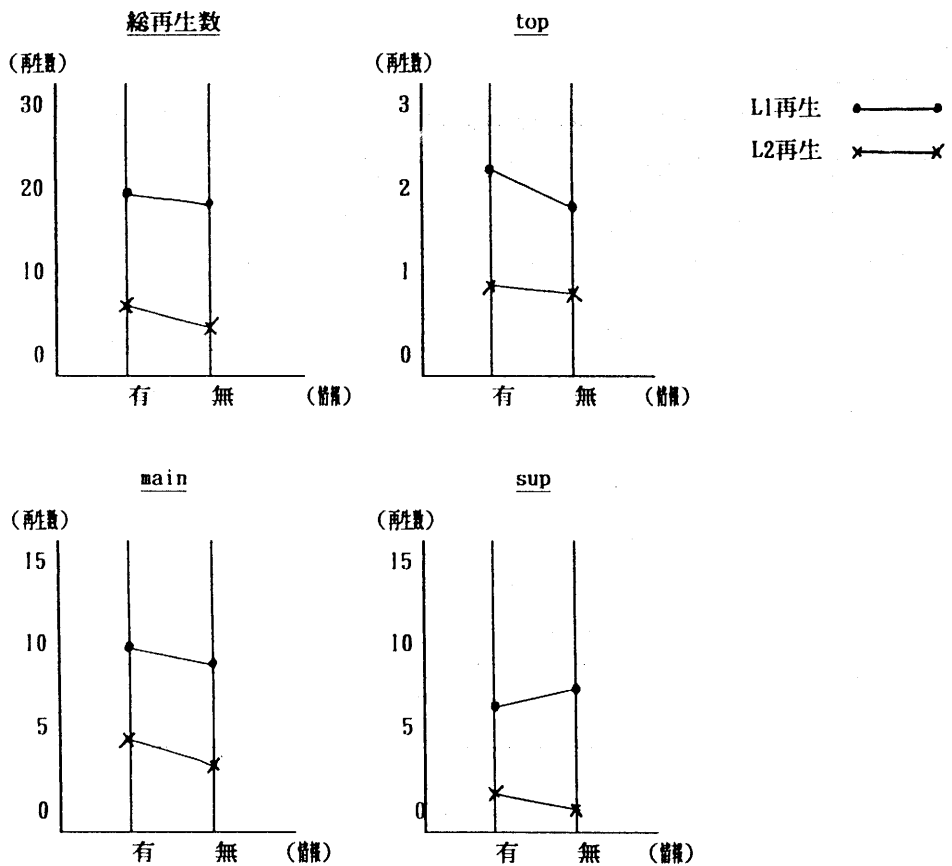 総再生数
(再生数)
30
20
10
0
有 無 (情報)
top
(再生数)
3
2
1
0
有 無 (情報)
L1再生
L2再生
main
(再生数)
15
10
5
0
有 無 (情報)
sup
(再生数)
15
10
5
0
有 無 (情報)